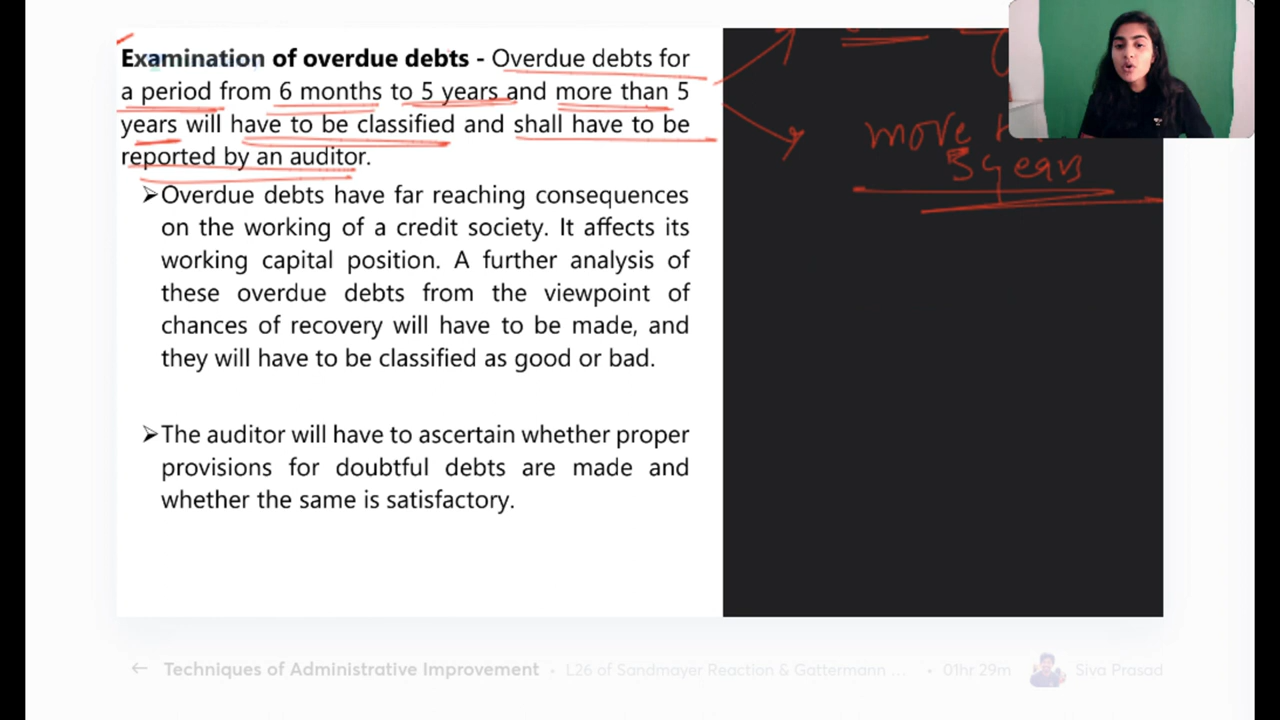 Examination of overdue debts - Overdue debts for
a period from 6 months to 5 years and more than 5
years will have to be classified and shall have to be
reported by an auditor.
➢Overdue debts have far reaching consequences
on the working of a credit society. It affects its
working capital position. A further analysis of
these overdue debts from the viewpoint of
chances of recovery will have to be made, and
they will have to be classified as good or bad.
➢The auditor will have to ascertain whether proper
provisions for doubtful debts are made and
whether the same is satisfactory.
more
5years
← Techniques of Administrative Improvement • L26 of Sandmayer Reaction & Gattermann ... • 01hr 29m Siva Prasad